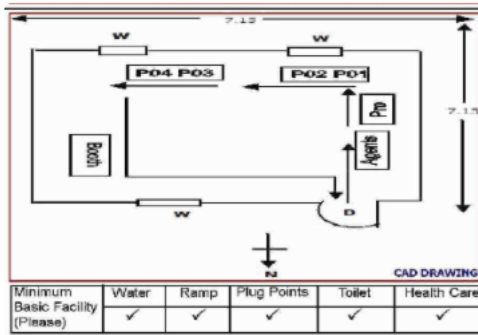 7.15
W
W
P04 P03
P02 P01
Pro
7.15
Booth
Agents
D
W
N
CAD DRAWING
Minimum Basic Facility (Please)
Water
Ramp
Plug Points
Toilet
Health Care
✓
✓
✓
✓
✓